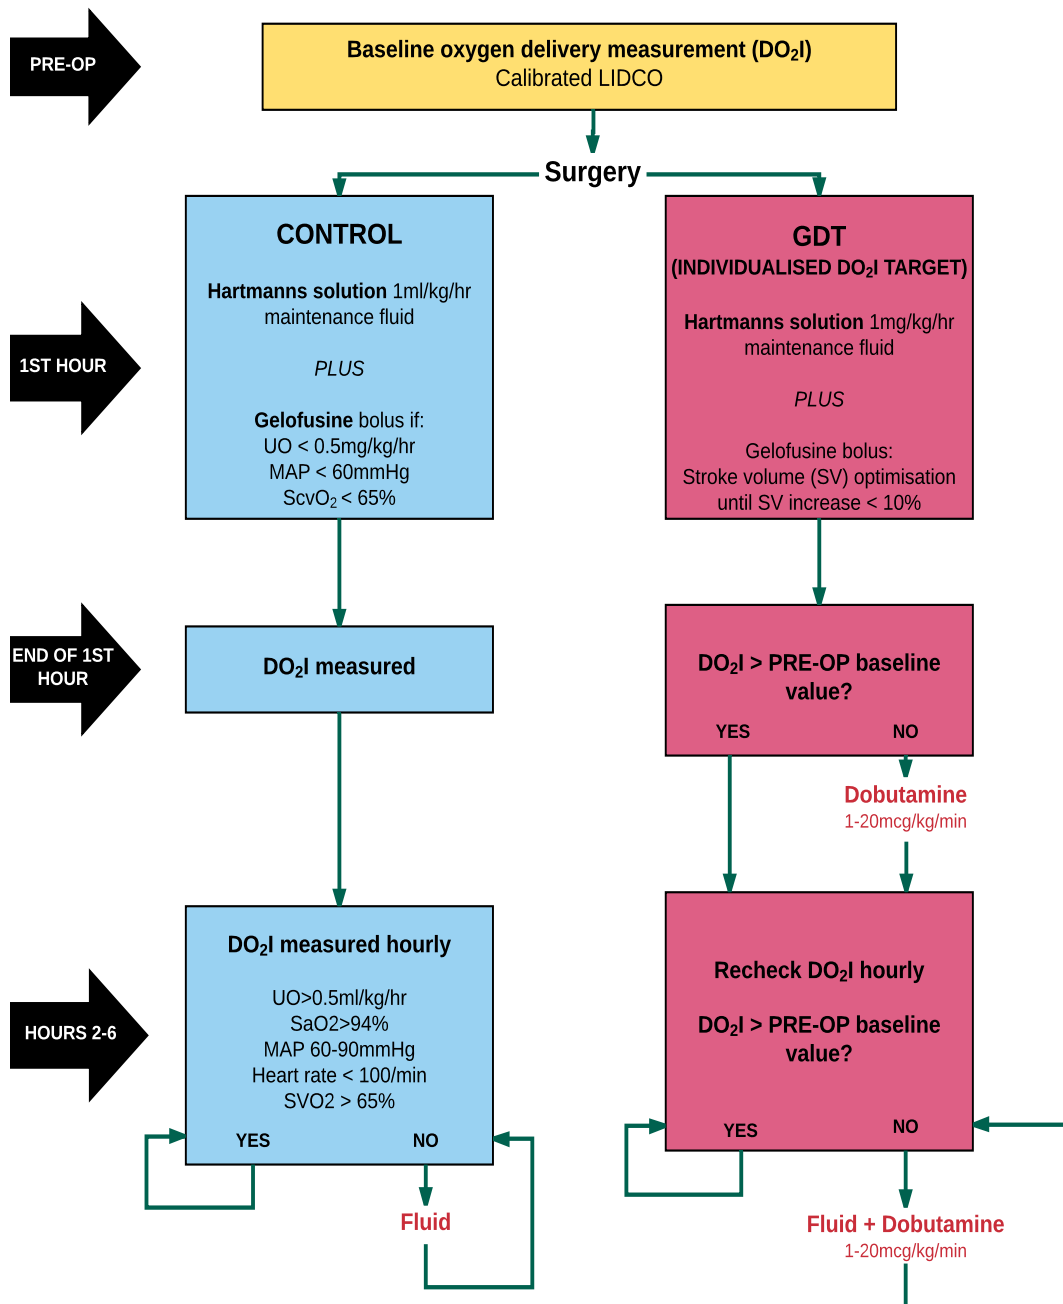 PRE-OP
Baseline oxygen delivery measurement (DO₂I)
Calibrated LIDCO
Surgery
1ST HOUR
CONTROL
Hartmanns solution 1ml/kg/hr
maintenance fluid
PLUS
Gelofusine bolus if:
UO < 0.5mg/kg/hr
MAP < 60mmHg
ScvO₂ < 65%
GDT
(INDIVIDUALISED DO₂I TARGET)
Hartmanns solution 1mg/kg/hr
maintenance fluid
PLUS
Gelofusine bolus:
Stroke volume (SV) optimisation
until SV increase < 10%
END OF 1ST
HOUR
DO₂I measured
DO₂I > PRE-OP baseline
value?
YES NO
Dobutamine
1-20mcg/kg/min
HOURS 2-6
DO₂I measured hourly
UO>0.5ml/kg/hr
SaO2>94%
MAP 60-90mmHg
Heart rate < 100/min
SVO2 > 65%
YES NO
Fluid
Recheck DO₂I hourly
DO₂I > PRE-OP baseline
value?
YES NO
Fluid + Dobutamine
1-20mcg/kg/min